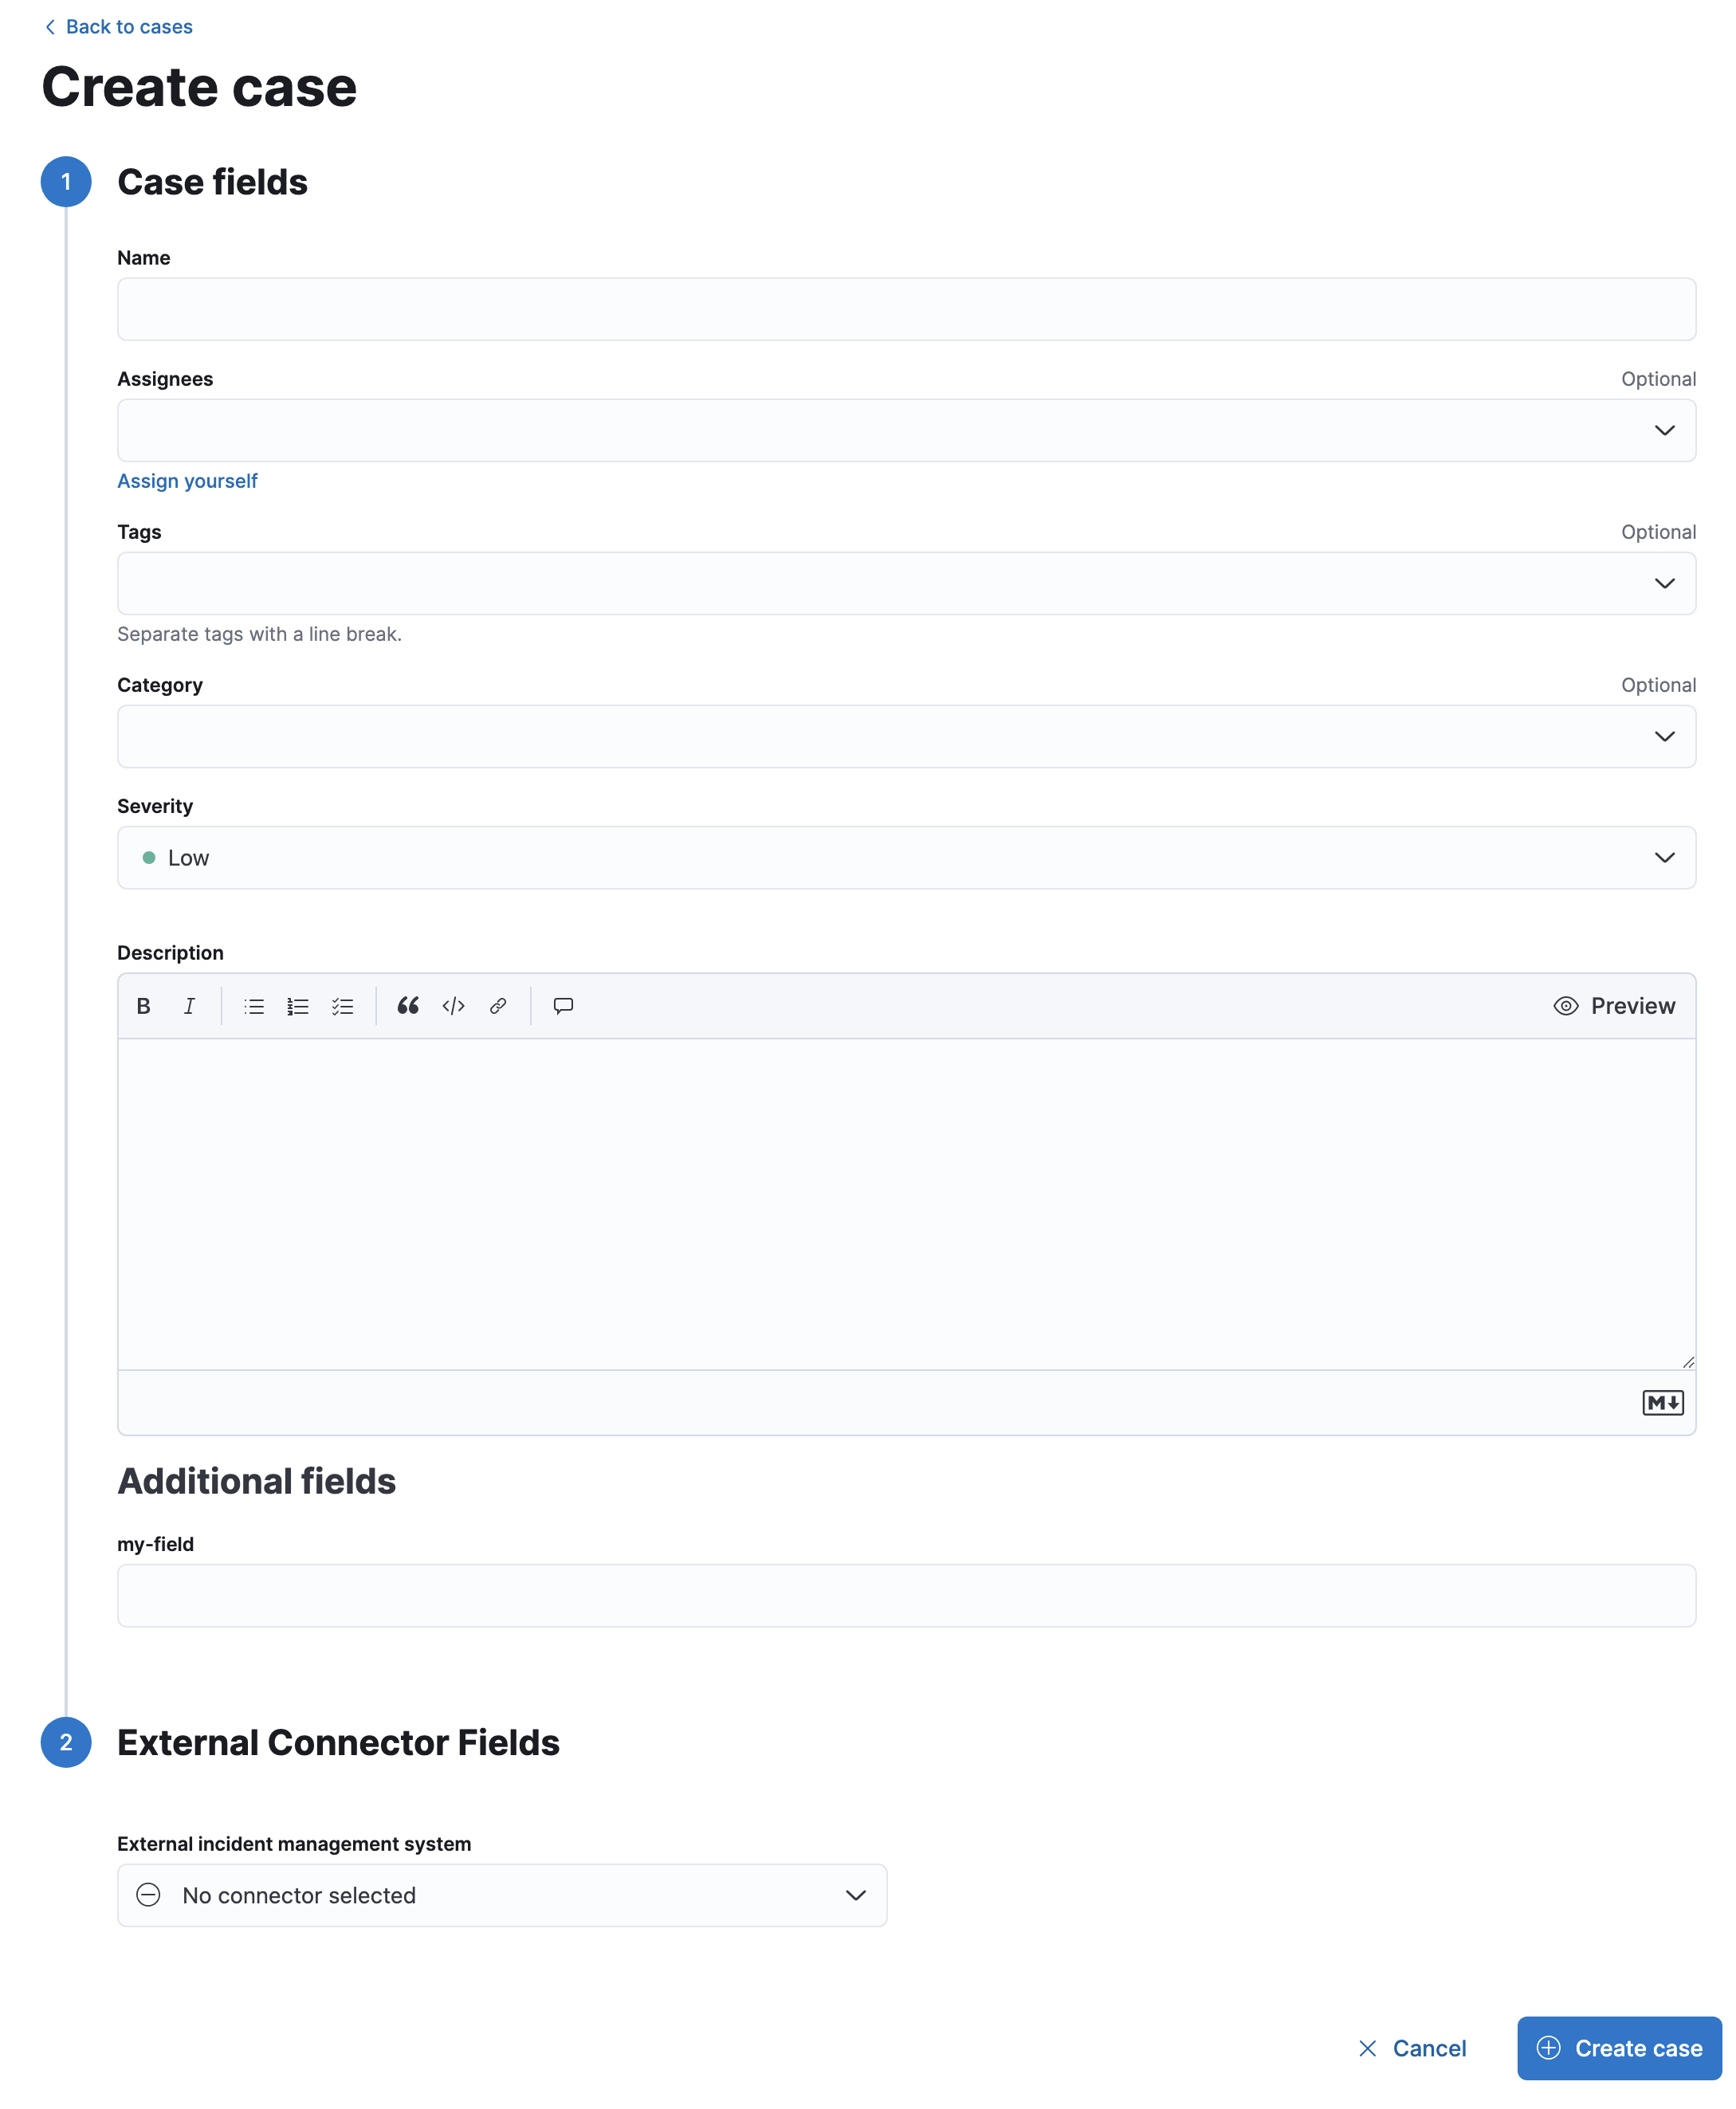 Back to cases
Create case
1 Case fields
Name
Assignees Optional
Assign yourself
Tags Optional
Separate tags with a line break.
Category Optional
Severity
Low
Description
B I Preview
M
Additional fields
my-field
2 External Connector Fields
External incident management system
No connector selected
Cancel Create case